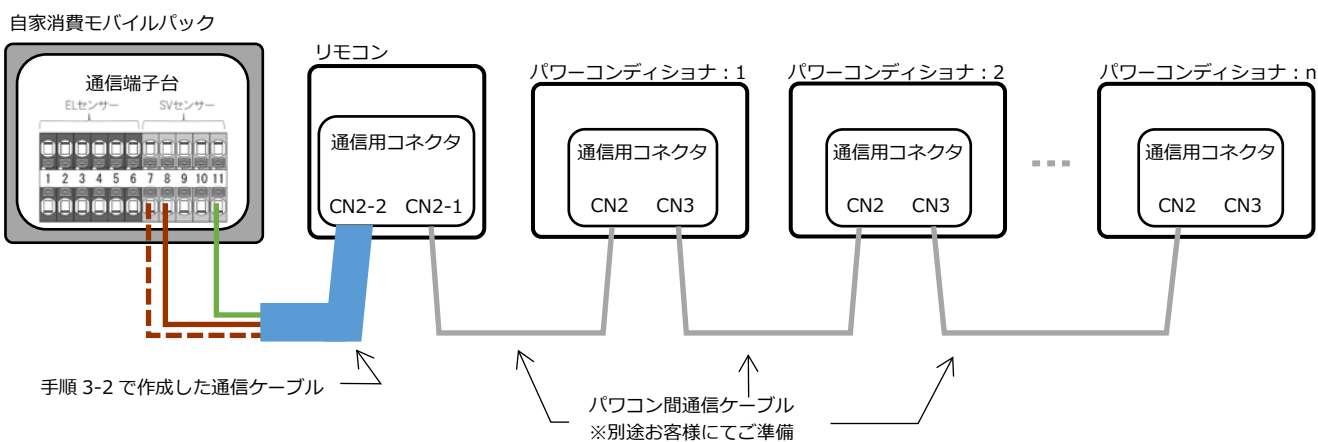 自家消費モバイルパック
通信端子台
ELセンサー SVセンサー
1 2 3 4 5 6 7 8 9 10 11
リモコン
通信用コネクタ
CN2-2 CN2-1
パワーコンディショナ：1
通信用コネクタ
CN2 CN3
パワーコンディショナ：2
通信用コネクタ
CN2 CN3
パワーコンディショナ：n
通信用コネクタ
CN2 CN3
手順 3-2 で作成した通信ケーブル
パワコン間通信ケーブル
※別途お客様にてご準備